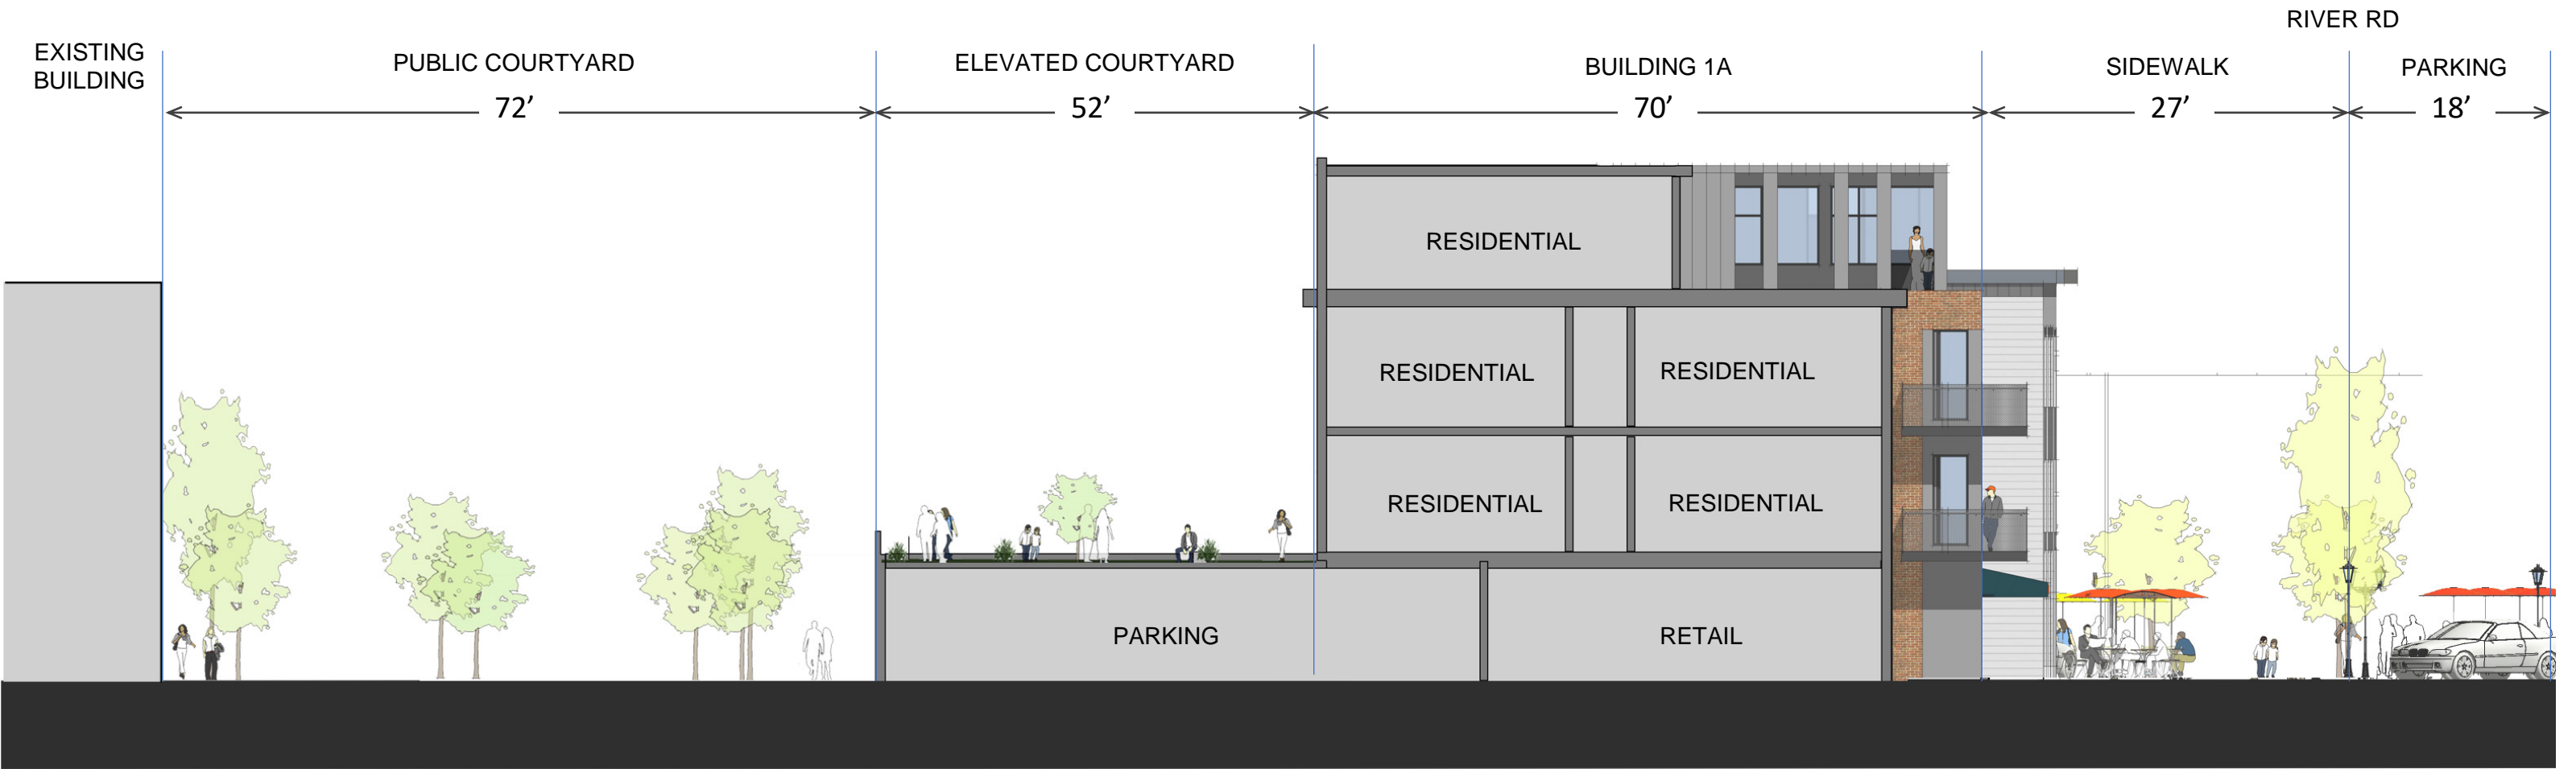 RIVER RD
EXISTING
BUILDING
PUBLIC COURTYARD
ELEVATED COURTYARD
BUILDING 1A
SIDEWALK
PARKING
72’
52’
70’
27’
18’
RESIDENTIAL
RESIDENTIAL
RESIDENTIAL
RESIDENTIAL
RESIDENTIAL
PARKING
RETAIL